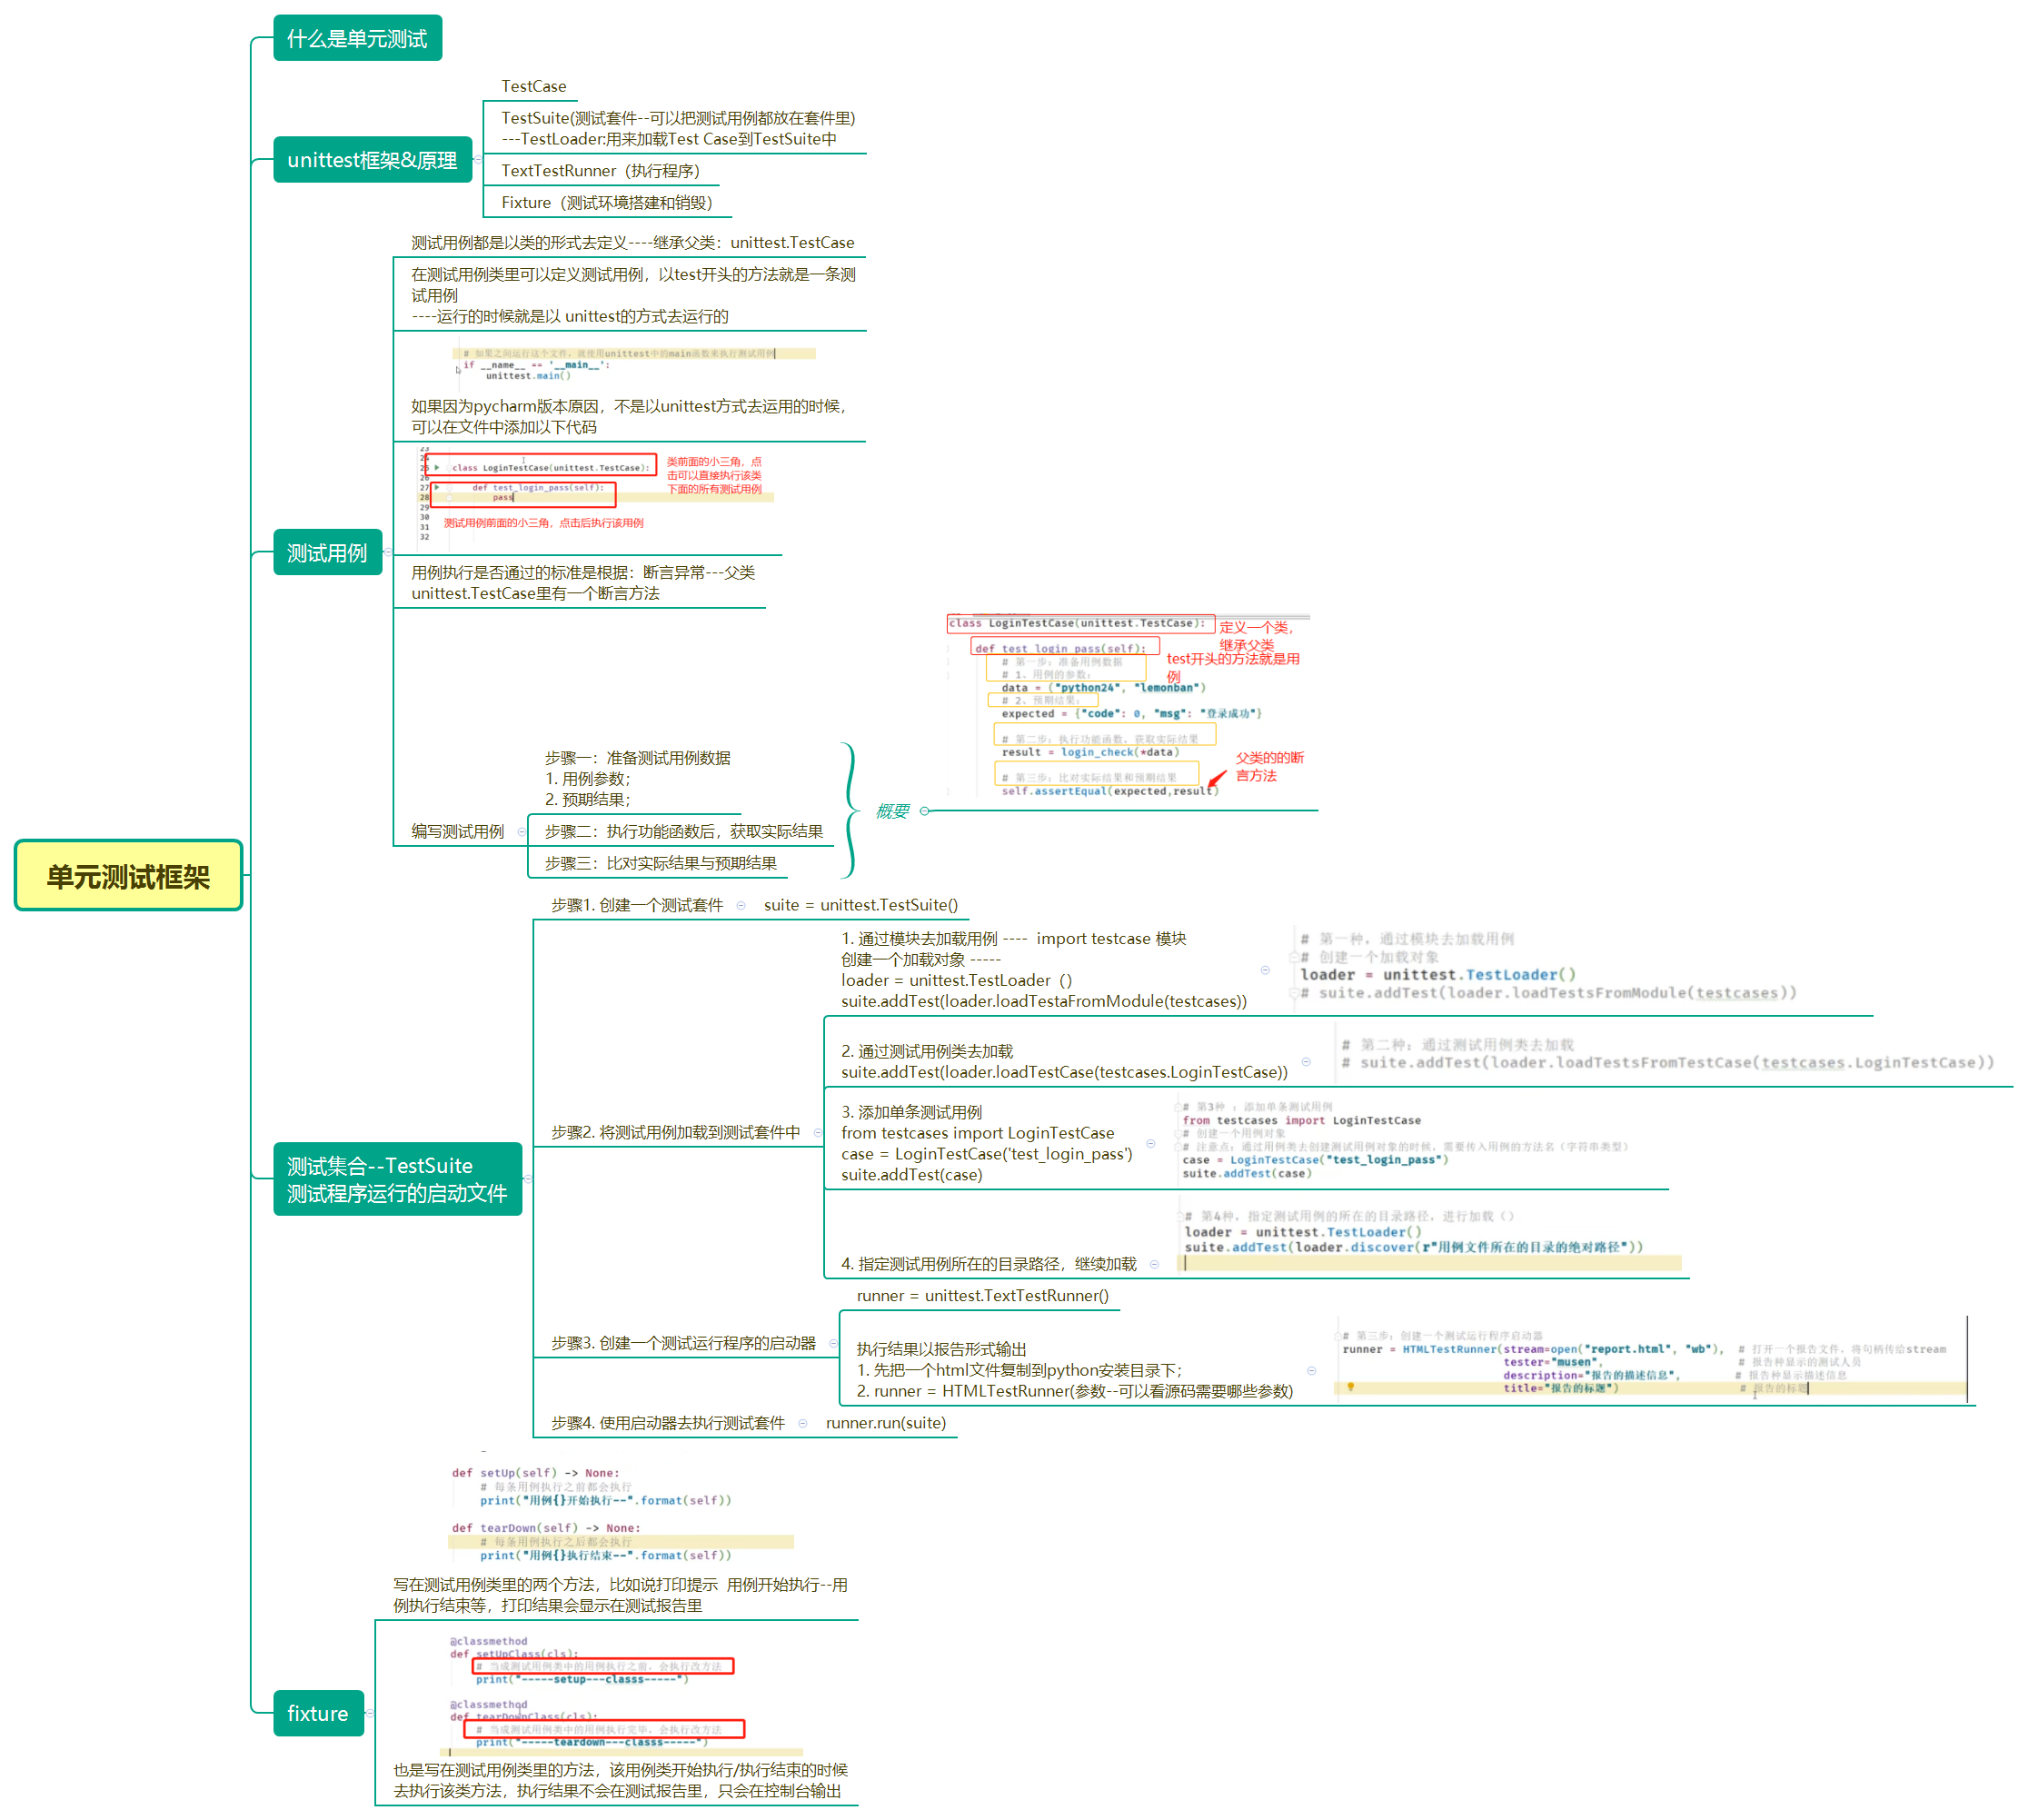 单元测试框架
什么是单元测试
unittest框架&原理
TestCase
TestSuite(测试套件--可以把测试用例都放在套件里)
---TestLoader:用来加载Test Case到TestSuite中
TextTestRunner（执行程序）
Fixture（测试环境搭建和销毁）
测试用例
测试用例都是以类的形式去定义----继承父类：unittest.TestCase
在测试用例类里可以定义测试用例，以test开头的方法就是一条测
试用例
----运行的时候就是以 unittest的方式去运行的
# 如果之间运行这个文件，就使用unittest中的main函数来执行测试用例
if __name__ == '__main__':
unittest.main()
如果因为pycharm版本原因，不是以unittest方式去运用的时候，
可以在文件中添加以下代码
23
24
25 class LoginTestCase(unittest.TestCase):
26
27 def test_login_pass(self):
28 pass
29
30
31
32
类前面的小三角，点
击可以直接执行该类
下面的所有测试用例
测试用例前面的小三角，点击后执行该用例
用例执行是否通过的标准是根据：断言异常---父类
unittest.TestCase里有一个断言方法
编写测试用例
步骤一：准备测试用例数据
1. 用例参数；
2. 预期结果；
步骤二：执行功能函数后，获取实际结果
步骤三：比对实际结果与预期结果
概要
class LoginTestCase(unittest.TestCase):
定义一个类，
继承父类
def test_login_pass(self):
test开头的方法就是用
例
# 第一步：准备用例数据
# 1、用例的参数：
data = ("python24", "lemonban")
# 2、预期结果：
expected = {"code": 0, "msg": "登录成功"}
# 第二步：执行功能函数，获取实际结果
result = login_check(*data)
# 第三步：比对实际结果和预期结果
self.assertEqual(expected,result)
父类的的断
言方法
测试集合--TestSuite
测试程序运行的启动文件
步骤1. 创建一个测试套件
suite = unittest.TestSuite()
步骤2. 将测试用例加载到测试套件中
1. 通过模块去加载用例 ---- import testcase 模块
创建一个加载对象 -----
loader = unittest.TestLoader（）
suite.addTest(loader.loadTestaFromModule(testcases))
# 第一种，通过模块去加载用例
# 创建一个加载对象
loader = unittest.TestLoader()
# suite.addTest(loader.loadTestsFromModule(testcases))
2. 通过测试用例类去加载
suite.addTest(loader.loadTestCase(testcases.LoginTestCase))
# 第二种：通过测试用例类去加载
# suite.addTest(loader.loadTestsFromTestCase(testcases.LoginTestCase))
3. 添加单条测试用例
from testcases import LoginTestCase
case = LoginTestCase('test_login_pass')
suite.addTest(case)
# 第3种 ：添加单条测试用例
from testcases import LoginTestCase
# 创建一个用例对象
# 注意点：通过用例类去创建测试用例对象的时候，需要传入用例的方法名（字符串类型）
case = LoginTestCase("test_login_pass")
suite.addTest(case)
4. 指定测试用例所在的目录路径，继续加载
# 第4种，指定测试用例的所在的目录路径，进行加载（）
loader = unittest.TestLoader()
suite.addTest(loader.discover(r"用例文件所在的目录的绝对路径"))
步骤3. 创建一个测试运行程序的启动器
runner = unittest.TextTestRunner()
执行结果以报告形式输出
1. 先把一个html文件复制到python安装目录下；
2. runner = HTMLTestRunner(参数--可以看源码需要哪些参数)
# 第三步：创建一个测试运行程序启动器
runner = HTMLTestRunner(stream=open("report.html", "wb"), # 打开一个报告文件，将句柄传给stream
tester="musen", # 报告种显示的测试人员
description="报告的描述信息", # 报告种显示描述信息
title="报告的标题") # 报告的标题
步骤4. 使用启动器去执行测试套件
runner.run(suite)
fixture
def setUp(self) -> None:
# 每条用例执行之前都会执行
print("用例{}开始执行--".format(self))
def tearDown(self) -> None:
# 每条用例执行之后都会执行
print("用例{}执行结束--".format(self))
写在测试用例类里的两个方法，比如说打印提示 用例开始执行--用
例执行结束等，打印结果会显示在测试报告里
@classmethod
def setUpClass(cls):
# 当成测试用例类中的用例执行之前，会执行改方法
print("-----setup---classs-----")
@classmethod
def tearDownClass(cls):
# 当成测试用例类中的用例执行完毕，会执行改方法
print("-----teardown---classs-----")
也是写在测试用例类里的方法，该用例类开始执行/执行结束的时候
去执行该类方法，执行结果不会在测试报告里，只会在控制台输出